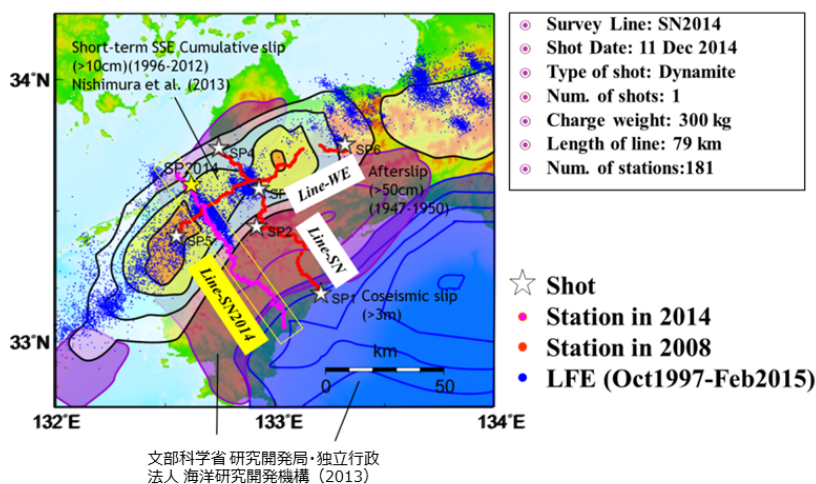 Short-term SSE Cumulative slip
(>10cm)(1996-2012)
Nishimura et al. (2013)
34°N
33°N
132°E
133°E
134°E
SP4
SP6
SP2014
SP5
SP2
SP1
Line-WE
Line-SN
Line-SN2014
Afterslip
(>50cm)
(1947-1950)
Coseismic slip
(>3m)
km
0
50
文部科学省 研究開発局・独立行政
法人 海洋研究開発機構（2013）
Survey Line: SN2014
Shot Date: 11 Dec 2014
Type of shot: Dynamite
Num. of shots: 1
Charge weight: 300 kg
Length of line: 79 km
Num. of stations:181
Shot
Station in 2014
Station in 2008
LFE (Oct1997-Feb2015)